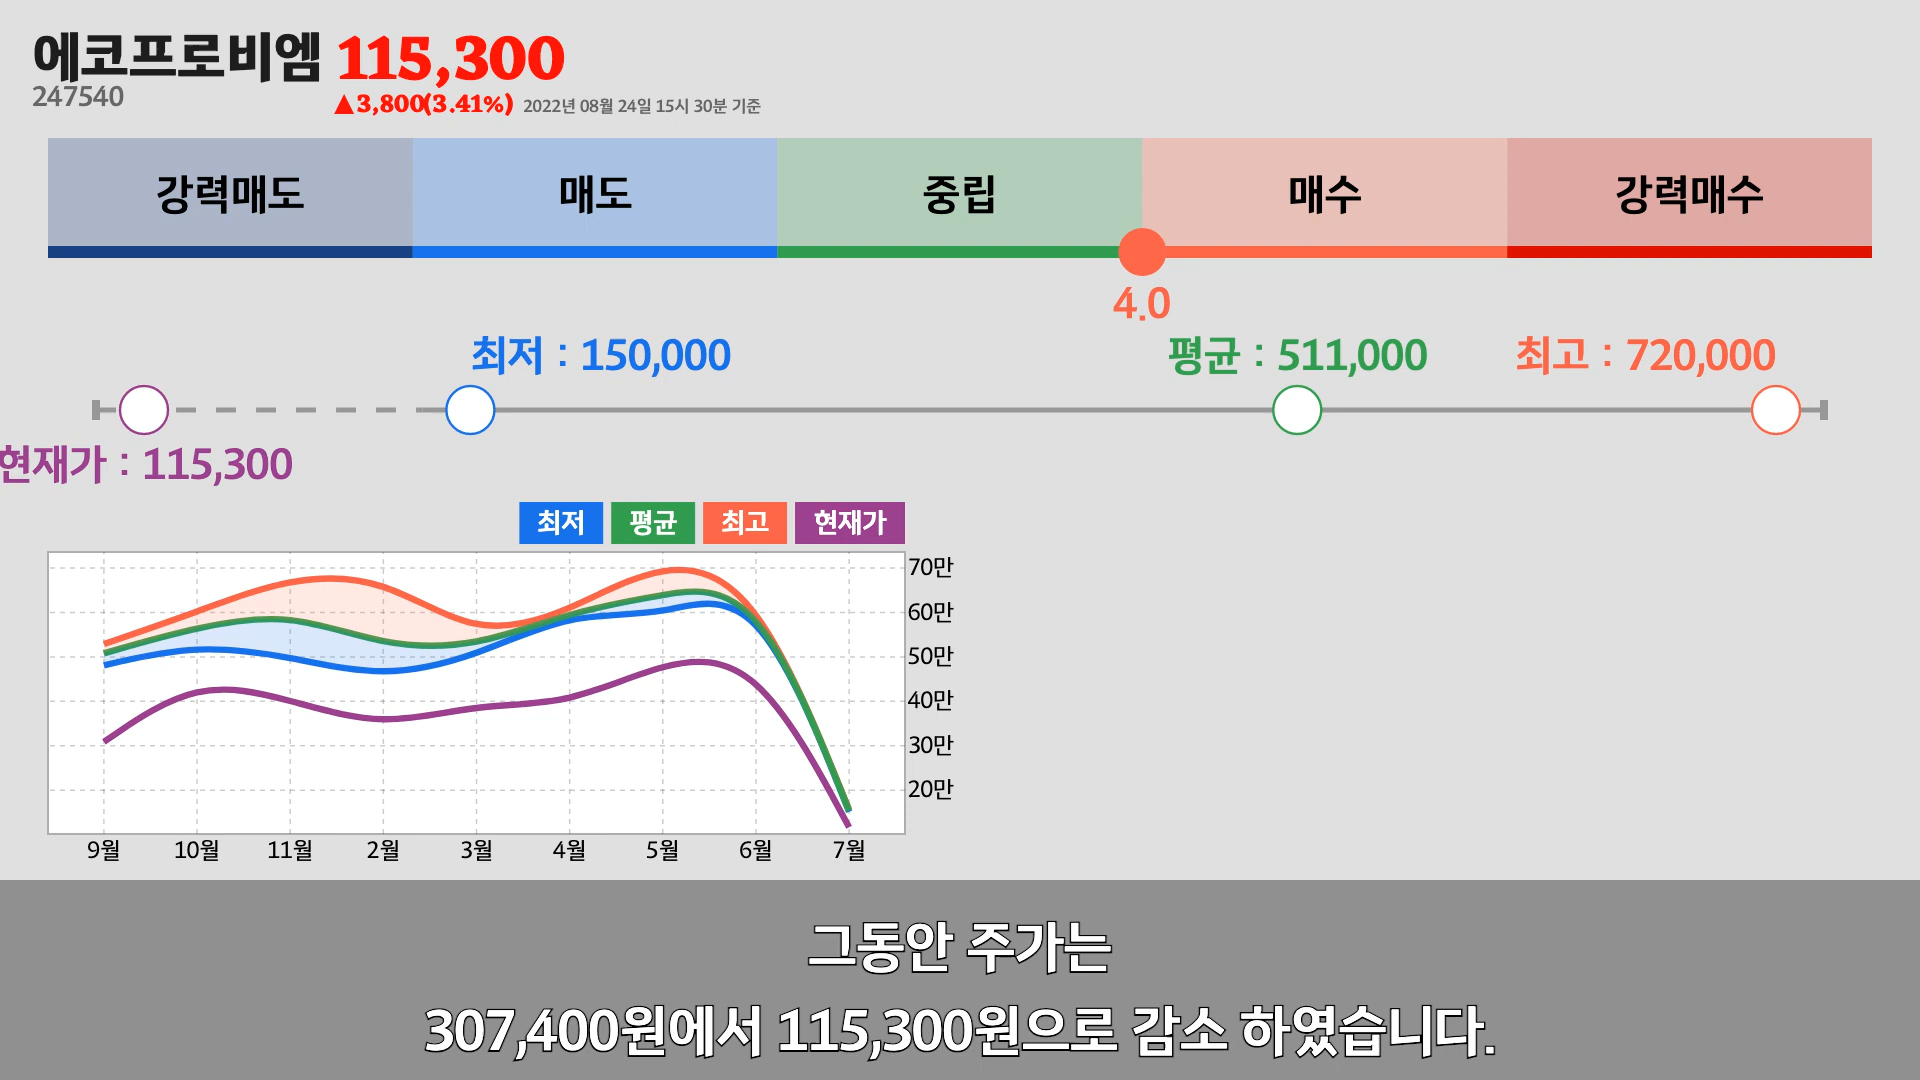 에코프로비엠 115,300
247540
▲3,800(3.41%) 2022년 08월 24일 15시 30분 기준
강력매도 매도 중립 매수 강력매수
4.0
최저 : 150,000 평균 : 511,000 최고 : 720,000
현재가 : 115,300
최저 평균 최고 현재가
70만
60만
50만
40만
30만
20만
9월 10월 11월 2월 3월 4월 5월 6월 7월
그동안 주가는
307,400원에서 115,300원으로 감소 하였습니다.